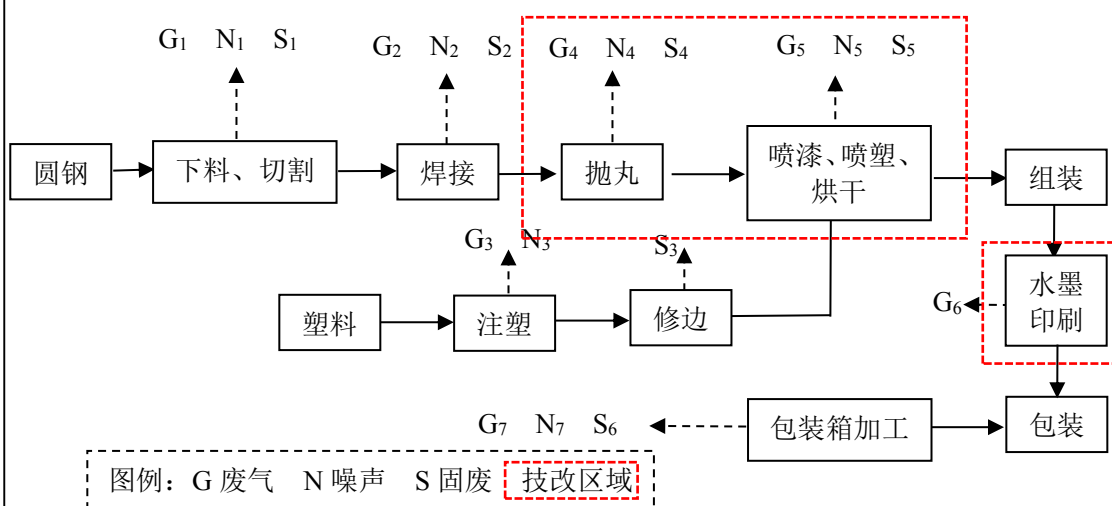 G₁ N₁ S₁
G₂ N₂ S₂
G₄ N₄ S₄
G₅ N₅ S₅
圆钢
下料、切割
焊接
抛丸
喷漆、喷塑、
烘干
组装
G₃ N₃
S₃
塑料
注塑
修边
G₆
水墨
印刷
G₇ N₇ S₆
包装箱加工
包装
图例：G 废气 N 噪声 S 固废 技改区域